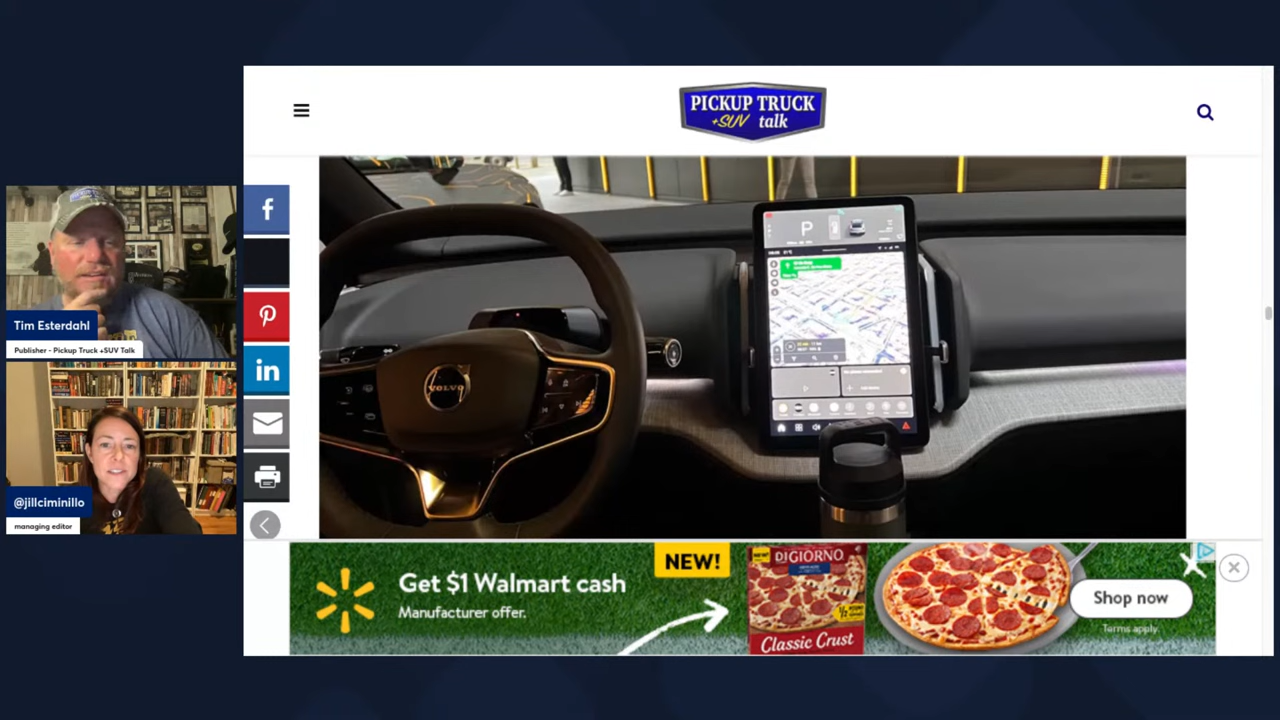 PICKUP TRUCK
+SUV talk
Tim Esterdahl
Publisher - Pickup Truck +SUV Talk
@jillciminillo
managing editor
VOLVO
P
NEW!
Get $1 Walmart cash
Manufacturer offer.
DIGIORNO
Classic Crust
Shop now
Terms apply.